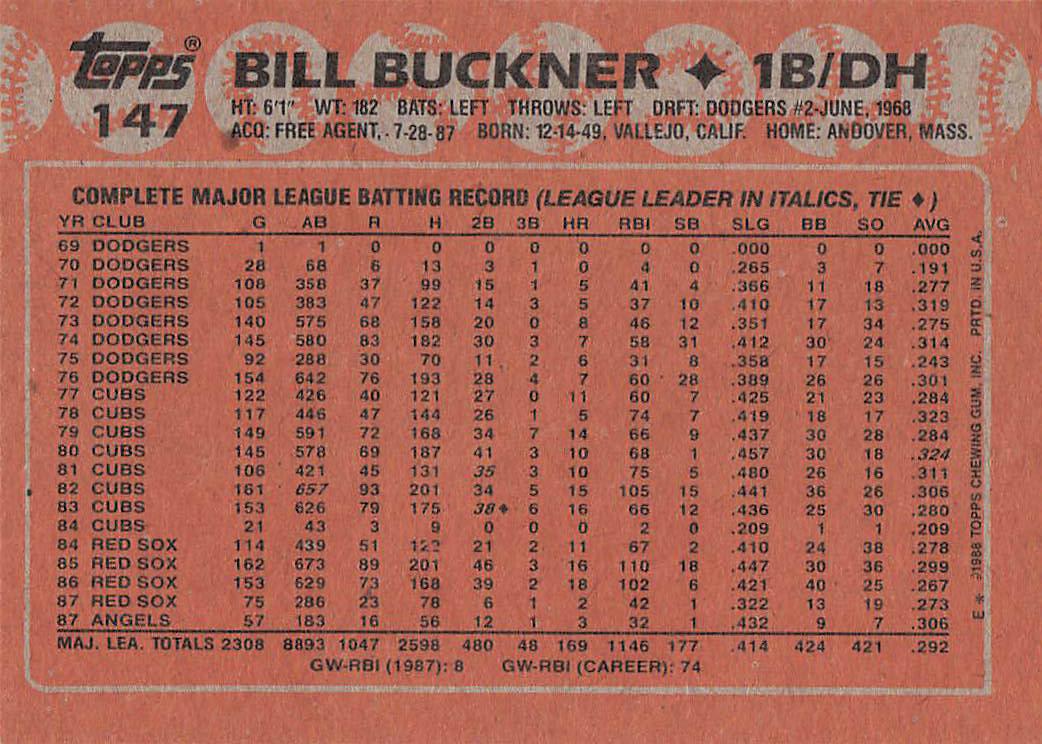 topps®
147
BILL BUCKNER ✦ 1B/DH
HT: 6'1" WT: 182 BATS: LEFT THROWS: LEFT DRFT: DODGERS #2-JUNE, 1968
ACQ: FREE AGENT, 7-28-87 BORN: 12-14-49, VALLEJO, CALIF. HOME: ANDOVER, MASS.
COMPLETE MAJOR LEAGUE BATTING RECORD (LEAGUE LEADER IN ITALICS, TIE ♦)
YR CLUB G AB R H 2B 3B HR RBI SB SLG BB SO AVG
69 DODGERS 1 1 0 0 0 0 0 0 0 .000 0 0 .000
70 DODGERS 28 68 6 13 3 1 0 4 0 .265 3 7 .191
71 DODGERS 108 358 37 99 15 1 5 41 4 .366 11 18 .277
72 DODGERS 105 383 47 122 14 3 5 37 10 .410 17 13 .319
73 DODGERS 140 575 68 158 20 0 8 46 12 .351 17 34 .275
74 DODGERS 145 580 83 182 30 3 7 58 31 .412 30 24 .314
75 DODGERS 92 288 30 70 11 2 6 31 8 .358 17 15 .243
76 DODGERS 154 642 76 193 28 4 7 60 28 .389 26 26 .301
77 CUBS 122 426 40 121 27 0 11 60 7 .425 21 23 .284
78 CUBS 117 446 47 144 26 1 5 74 7 .419 18 17 .323
79 CUBS 149 591 72 168 34 7 14 66 9 .437 30 28 .284
80 CUBS 145 578 69 187 41 3 10 68 1 .457 30 18 .324
81 CUBS 106 421 45 131 35 3 10 75 5 .480 26 16 .311
82 CUBS 161 657 93 201 34 5 15 105 15 .441 36 26 .306
83 CUBS 153 626 79 175 38♦ 6 16 66 12 .436 25 30 .280
84 CUBS 21 43 3 9 0 0 0 2 0 .209 1 1 .209
84 RED SOX 114 439 51 122 21 2 11 67 2 .410 24 38 .278
85 RED SOX 162 673 89 201 46 3 16 110 18 .447 30 36 .299
86 RED SOX 153 629 73 168 39 2 18 102 6 .421 40 25 .267
87 RED SOX 75 286 23 78 6 1 2 42 1 .322 13 19 .273
87 ANGELS 57 183 16 56 12 1 3 32 1 .432 9 7 .306
MAJ. LEA. TOTALS 2308 8893 1047 2598 480 48 169 1146 177 .414 424 421 .292
GW-RBI (1987): 8 GW-RBI (CAREER): 74
E * ©1988 TOPPS CHEWING GUM, INC. PRTD. IN U.S.A.